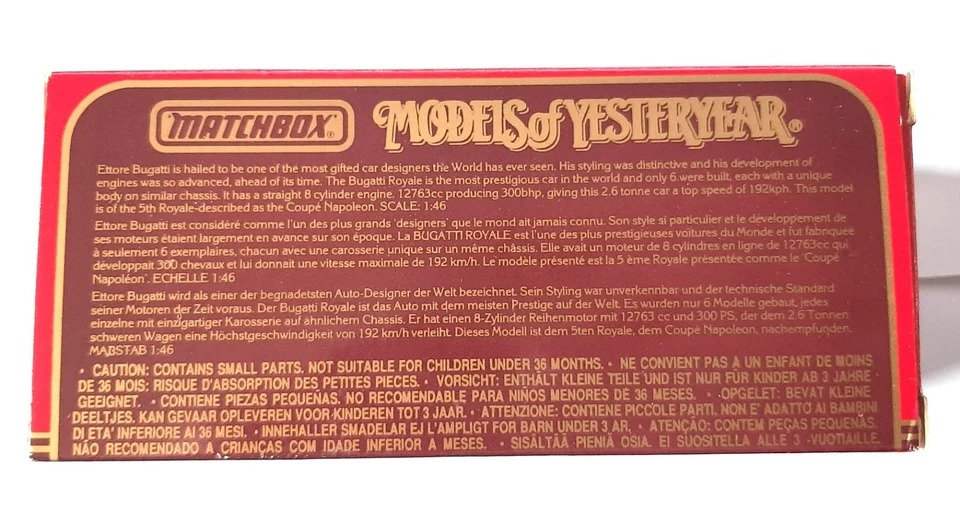 MATCHBOX® MODELS of YESTERYEAR®
Ettore Bugatti is hailed to be one of the most gifted car designers the World has ever seen. His styling was distinctive and his development of
engines was so advanced, ahead of its time. The Bugatti Royale is the most prestigious car in the world and only 6 were built, each with a unique
body on similar chassis. It has a straight 8 cylinder engine. 12763cc producing 300bhp, giving this 2.6 tonne car a top speed of 192kph. This model
is of the 5th Royale-described as the Coupé Napoleon. SCALE: 1:46
Ettore Bugatti est considéré comme l'un des plus grands 'designers' que le mond ait jamais connu. Son style si particulier et le développement de
ses moteurs étaient largement en avance sur son époque. La BUGATTI ROYALE est l'une des plus prestigieuses voitures du Monde et fut fabriquée
à seulement 6 exemplaires, chacun avec une carosserie unique sur un même châssis. Elle avait un moteur de 8 cylindres en ligne de 12763cc qui
développait 300 chevaux et lui donnait une vitesse maximale de 192 km/h. Le modèle présenté est la 5 ème Royale présentée comme le 'Coupé
Napoléon'. ECHELLE 1:46
Ettore Bugatti wird als einer der begnadetsten Auto-Designer der Welt bezeichnet. Sein Styling war unverkennbar und der technische Standard
seiner Motoren der Zeit voraus. Der Bugatti Royale ist das Auto mit dem meisten Prestige auf der Welt. Es wurden nur 6 Modelle gebaut, jedes
einzelne mit einzigartiger Karosserie auf ähnlichem Chassis. Er hat einen 8-Zylinder Reihenmotor mit 12763 cc und 300 PS, der dem 2.6 Tonnen
schweren Wagen eine Höchstgeschwindigkeit von 192 km/h verleiht. Dieses Modell ist dem 5ten Royale, dem Coupé Napoleon, nachempfunden.
MAßSTAB 1:46
• CAUTION: CONTAINS SMALL PARTS. NOT SUITABLE FOR CHILDREN UNDER 36 MONTHS. • NE CONVIENT PAS A UN ENFANT DE MOINS
DE 36 MOIS: RISQUE D'ABSORPTION DES PETITES PIECES. • VORSICHT: ENTHÄLT KLEINE TEILE UND IST NUR FÜR KINDER AB 3 JAHRE
GEEIGNET. • CONTIENE PIEZAS PEQUEÑAS. NO RECOMENDABLE PARA NIÑOS MENORES DE 36 MESES. • OPGELET: BEVAT KLEINE
DEELTJES. KAN GEVAAR OPLEVEREN VOOR KINDEREN TOT 3 JAAR. • ATTENZIONE: CONTIENE PICCOLE PARTI. NON E' ADATTO AI BAMBINI
DI ETA' INFERIORE AI 36 MESI. • INNEHALLER SMADELAR EJ LAMPLIGT FOR BARN UNDER 3 AR. • ATENÇÃO: CONTEM PEÇAS PEQUENAS.
NÃO RECOMENDADO A CRIANÇAS COM IDADE INFERIOR A MESES. • SISÄLTÄÄ PIENIÄ OSIA. EI SUOSITELLA ALLE 3 -VUOTIAILLE.